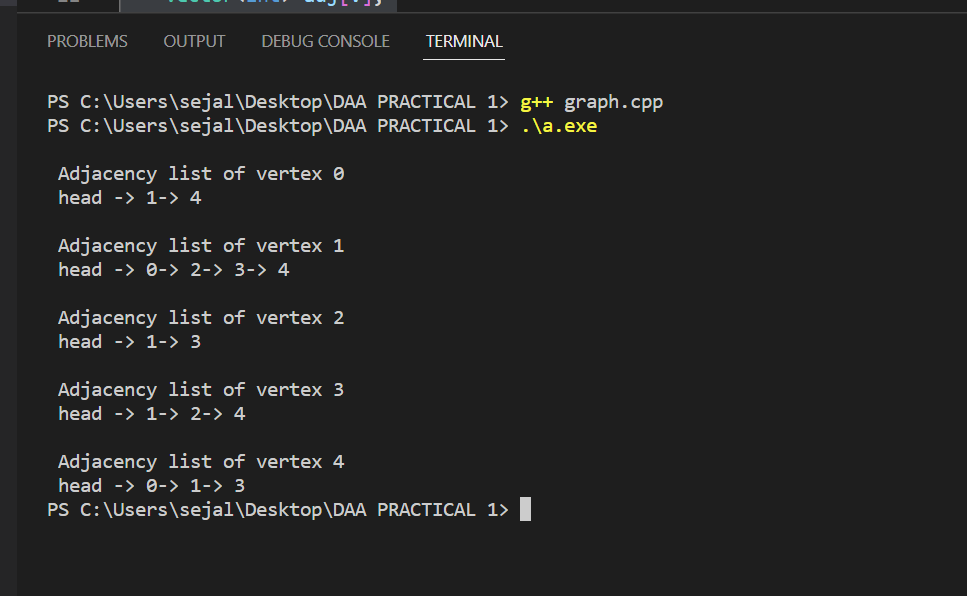 PROBLEMS OUTPUT DEBUG CONSOLE TERMINAL
PS C:\Users\sejal\Desktop\DAA PRACTICAL 1> g++ graph.cpp
PS C:\Users\sejal\Desktop\DAA PRACTICAL 1> .\a.exe
Adjacency list of vertex 0
head -> 1-> 4
Adjacency list of vertex 1
head -> 0-> 2-> 3-> 4
Adjacency list of vertex 2
head -> 1-> 3
Adjacency list of vertex 3
head -> 1-> 2-> 4
Adjacency list of vertex 4
head -> 0-> 1-> 3
PS C:\Users\sejal\Desktop\DAA PRACTICAL 1>